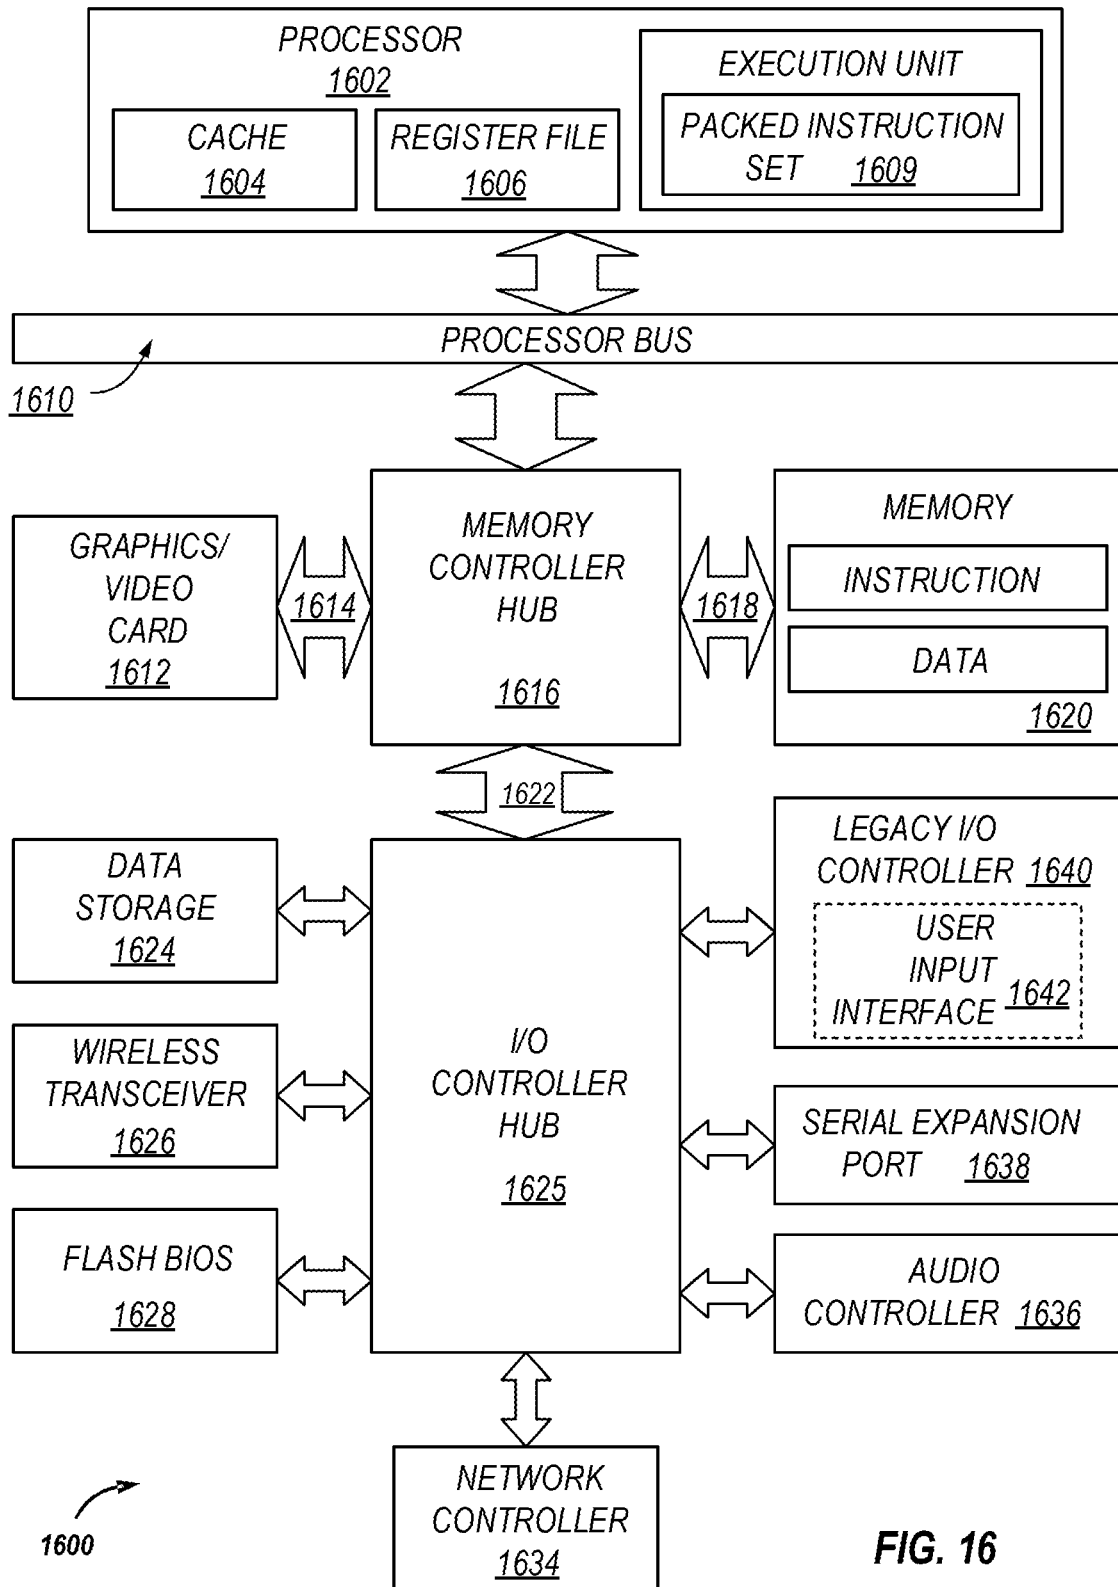 PROCESSOR
1602
CACHE
1604
REGISTER FILE
1606
EXECUTION UNIT
PACKED INSTRUCTION
SET 1609
PROCESSOR BUS
1610
GRAPHICS/
VIDEO
CARD
1612
1614
MEMORY
CONTROLLER
HUB
1616
1618
MEMORY
INSTRUCTION
DATA
1620
1622
DATA
STORAGE
1624
WIRELESS
TRANSCEIVER
1626
FLASH BIOS
1628
I/O
CONTROLLER
HUB
1625
LEGACY I/O
CONTROLLER 1640
USER
INPUT
INTERFACE 1642
SERIAL EXPANSION
PORT 1638
AUDIO
CONTROLLER 1636
NETWORK
CONTROLLER
1634
1600
FIG. 16